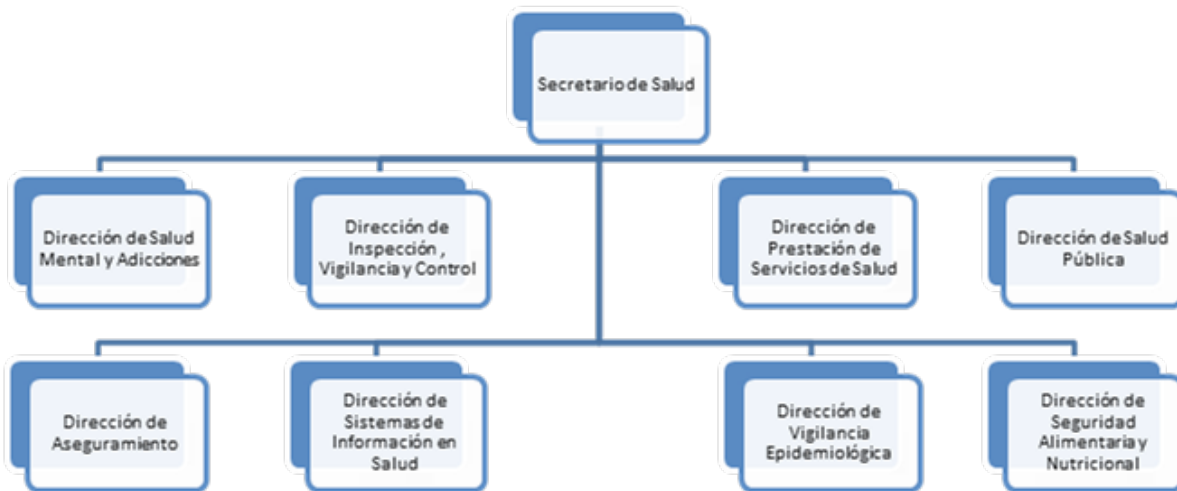 Secretario de Salud
Dirección de Salud
Mental y Adicciones
Dirección de
Inspección ,
Vigilancia y Control
Dirección de
Prestación de
Servicios de Salud
Dirección de Salud
Pública
Dirección de
Aseguramiento
Dirección de
Sistemas de
Información en
Salud
Dirección de
Vigilancia
Epidemiológica
Dirección de
Seguridad
Alimentaria y
Nutricional